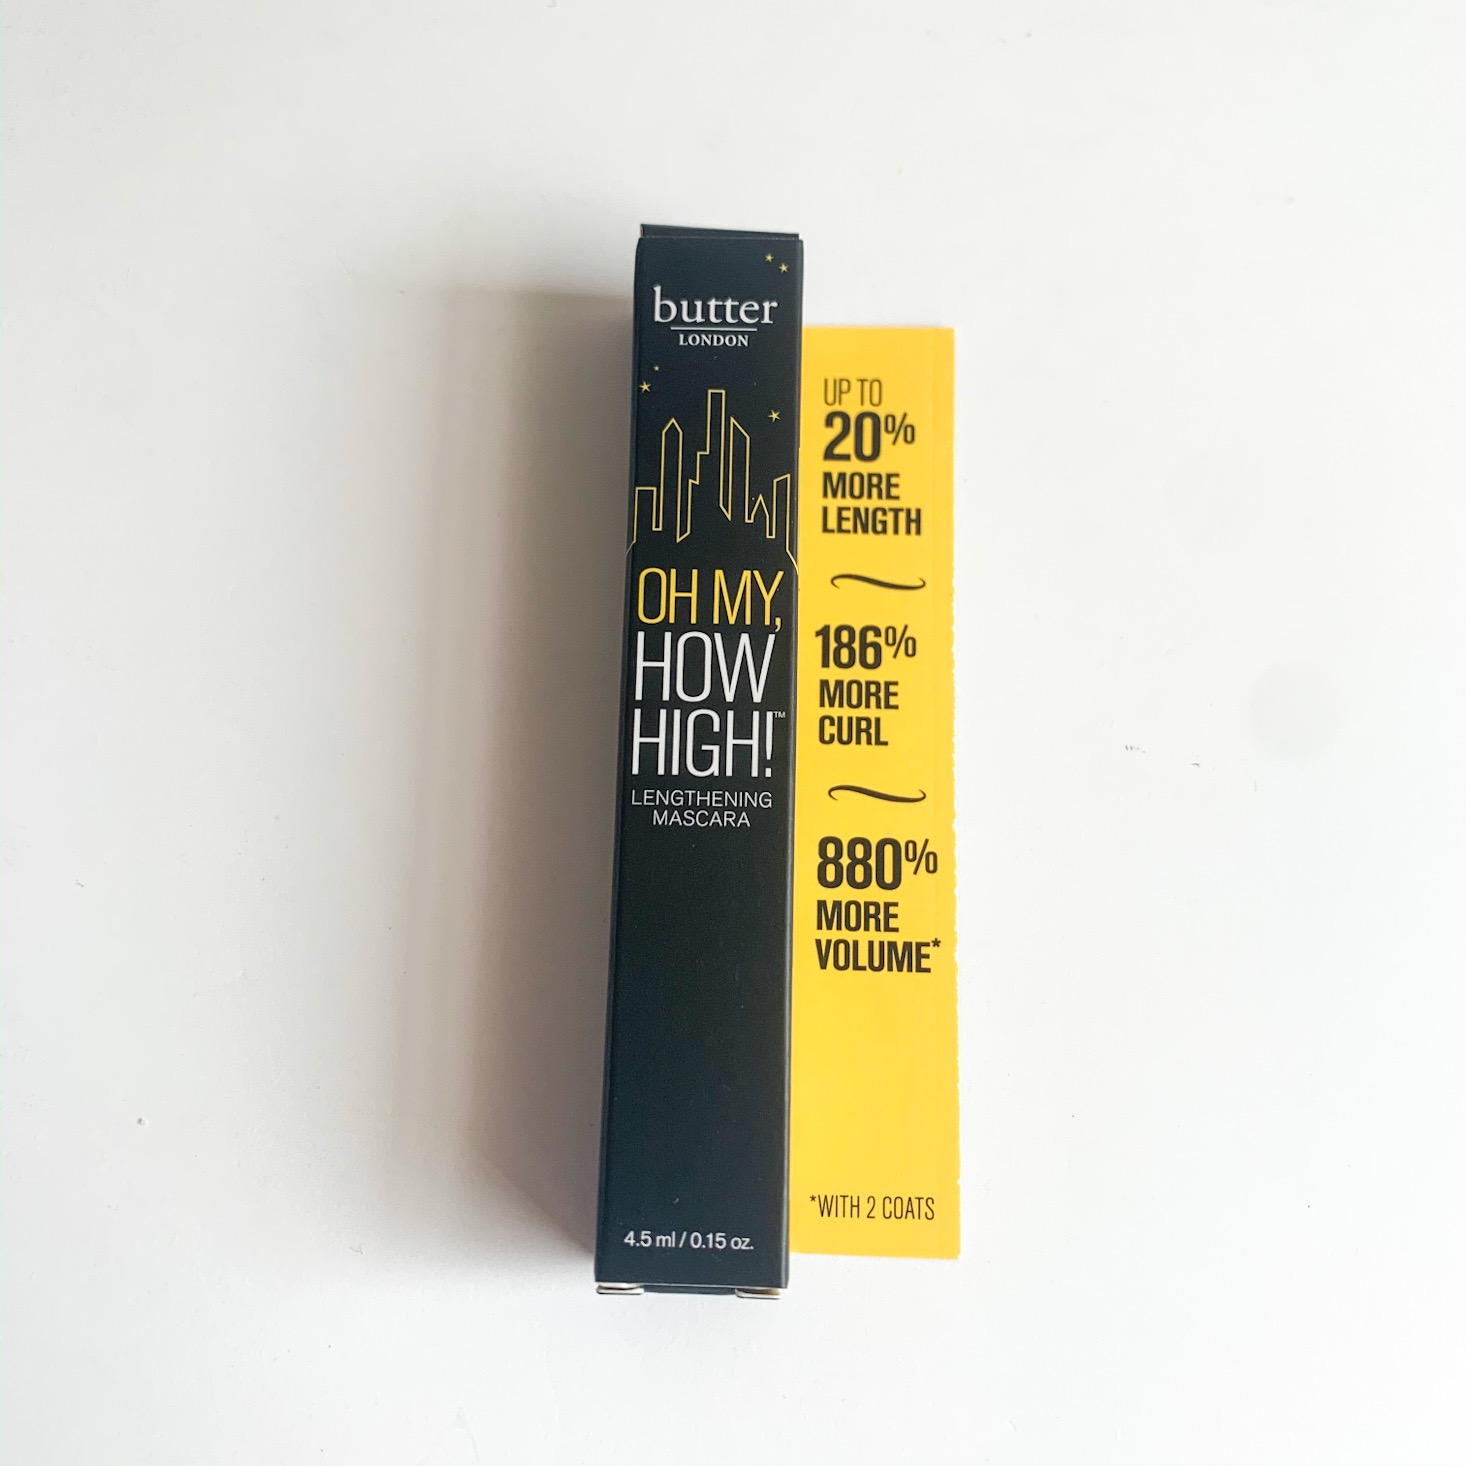 butter
LONDON
OH MY,
HOW
HIGH!™
LENGTHENING
MASCARA
4.5 ml / 0.15 oz.
UP TO
20%
MORE
LENGTH
186%
MORE
CURL
880%
MORE
VOLUME*
*WITH 2 COATS